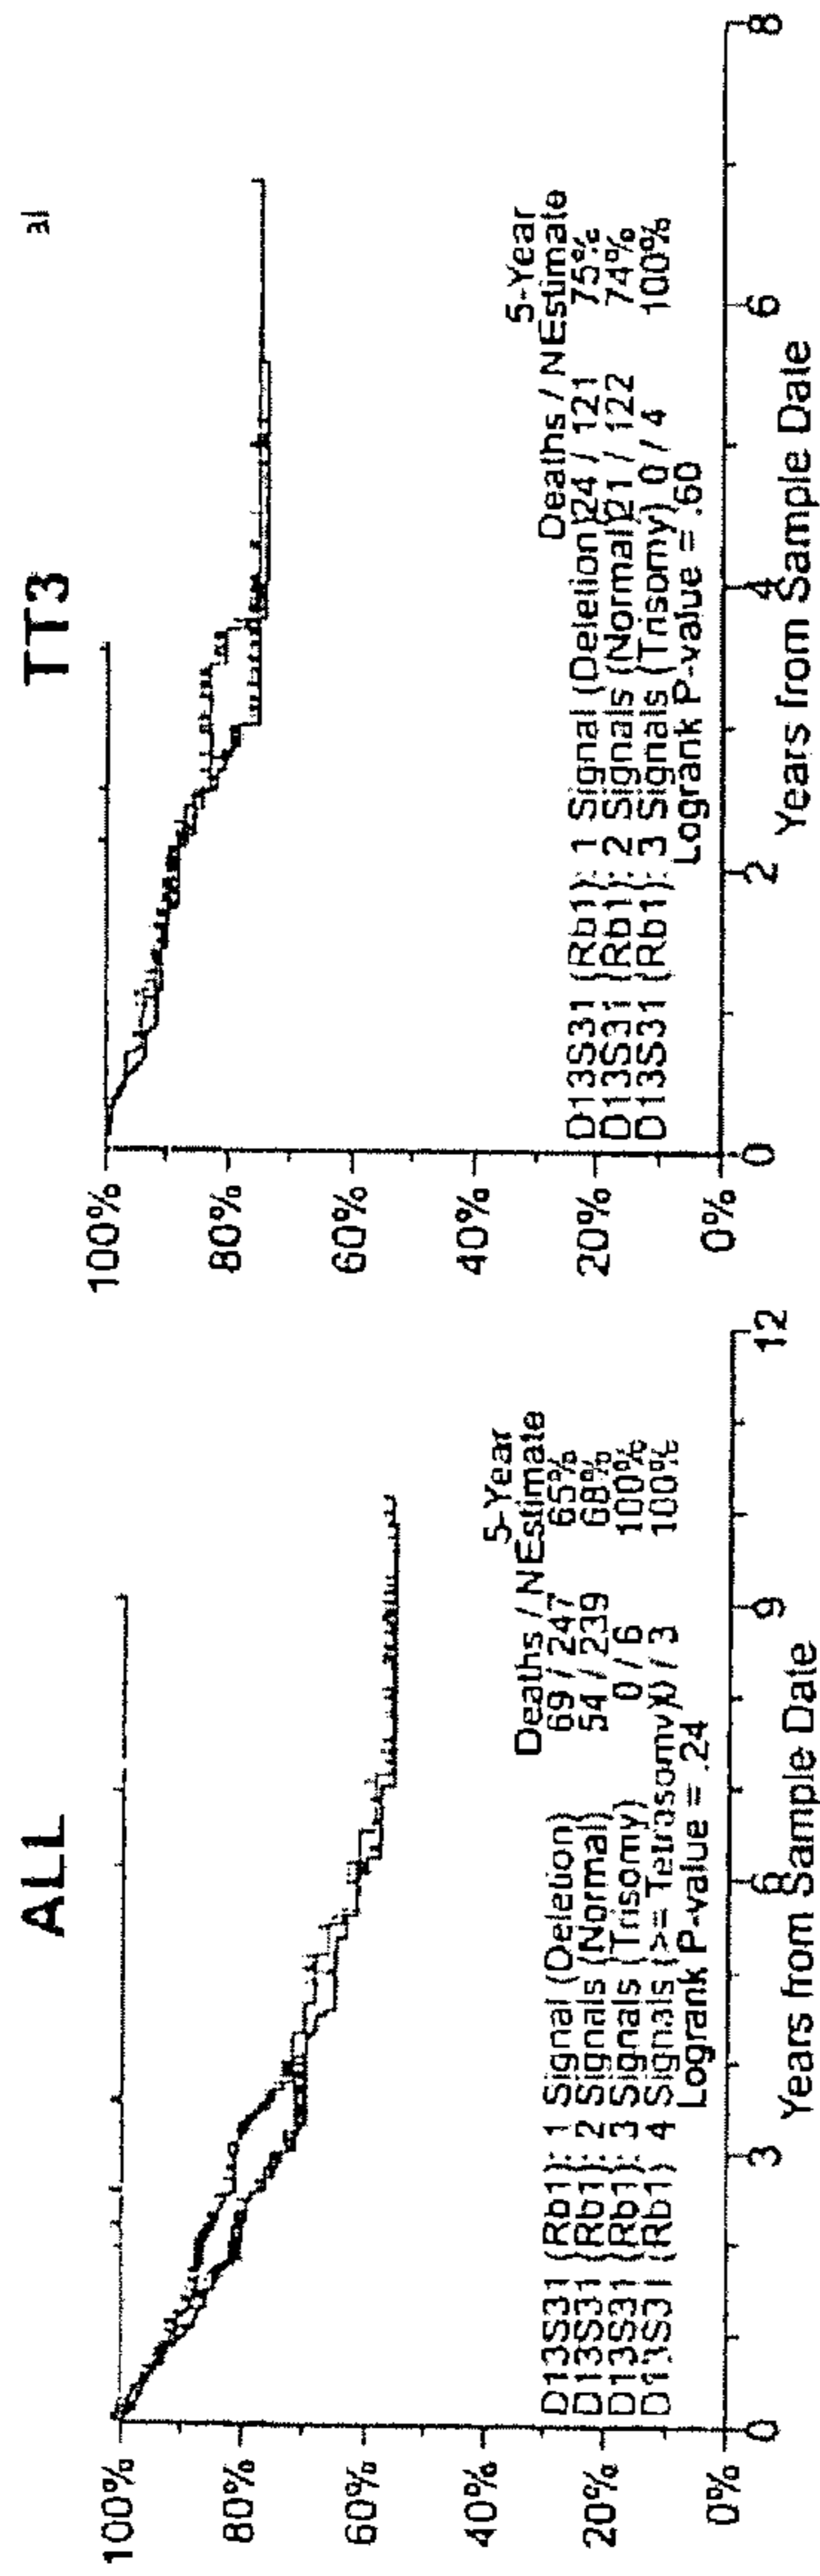 ALL
100%
80%
60%
40%
20%
0%
5-Year
Deaths / N Estimate
D13S31 (Rb1): 1 Signal (Deletion) 69 / 247 65%
D13S31 (Rb1): 2 Signals (Normal) 54 / 239 68%
D13S31 (Rb1): 3 Signals (Trisomy) 0 / 6 100%
D13S31 (Rb1) 4 Signals (>= Tetrasomy) 0 / 3 100%
Logrank P-value = .24
0
3
6
9
12
Years from Sample Date
TT3
100%
80%
60%
40%
20%
0%
5-Year
Deaths / N Estimate
D13S31 (Rb1): 1 Signal (Deletion) 24 / 121 75%
D13S31 (Rb1): 2 Signals (Normal) 21 / 122 74%
D13S31 (Rb1): 3 Signals (Trisomy) 0 / 4 100%
Logrank P-value = .60
0
2
4
6
8
Years from Sample Date